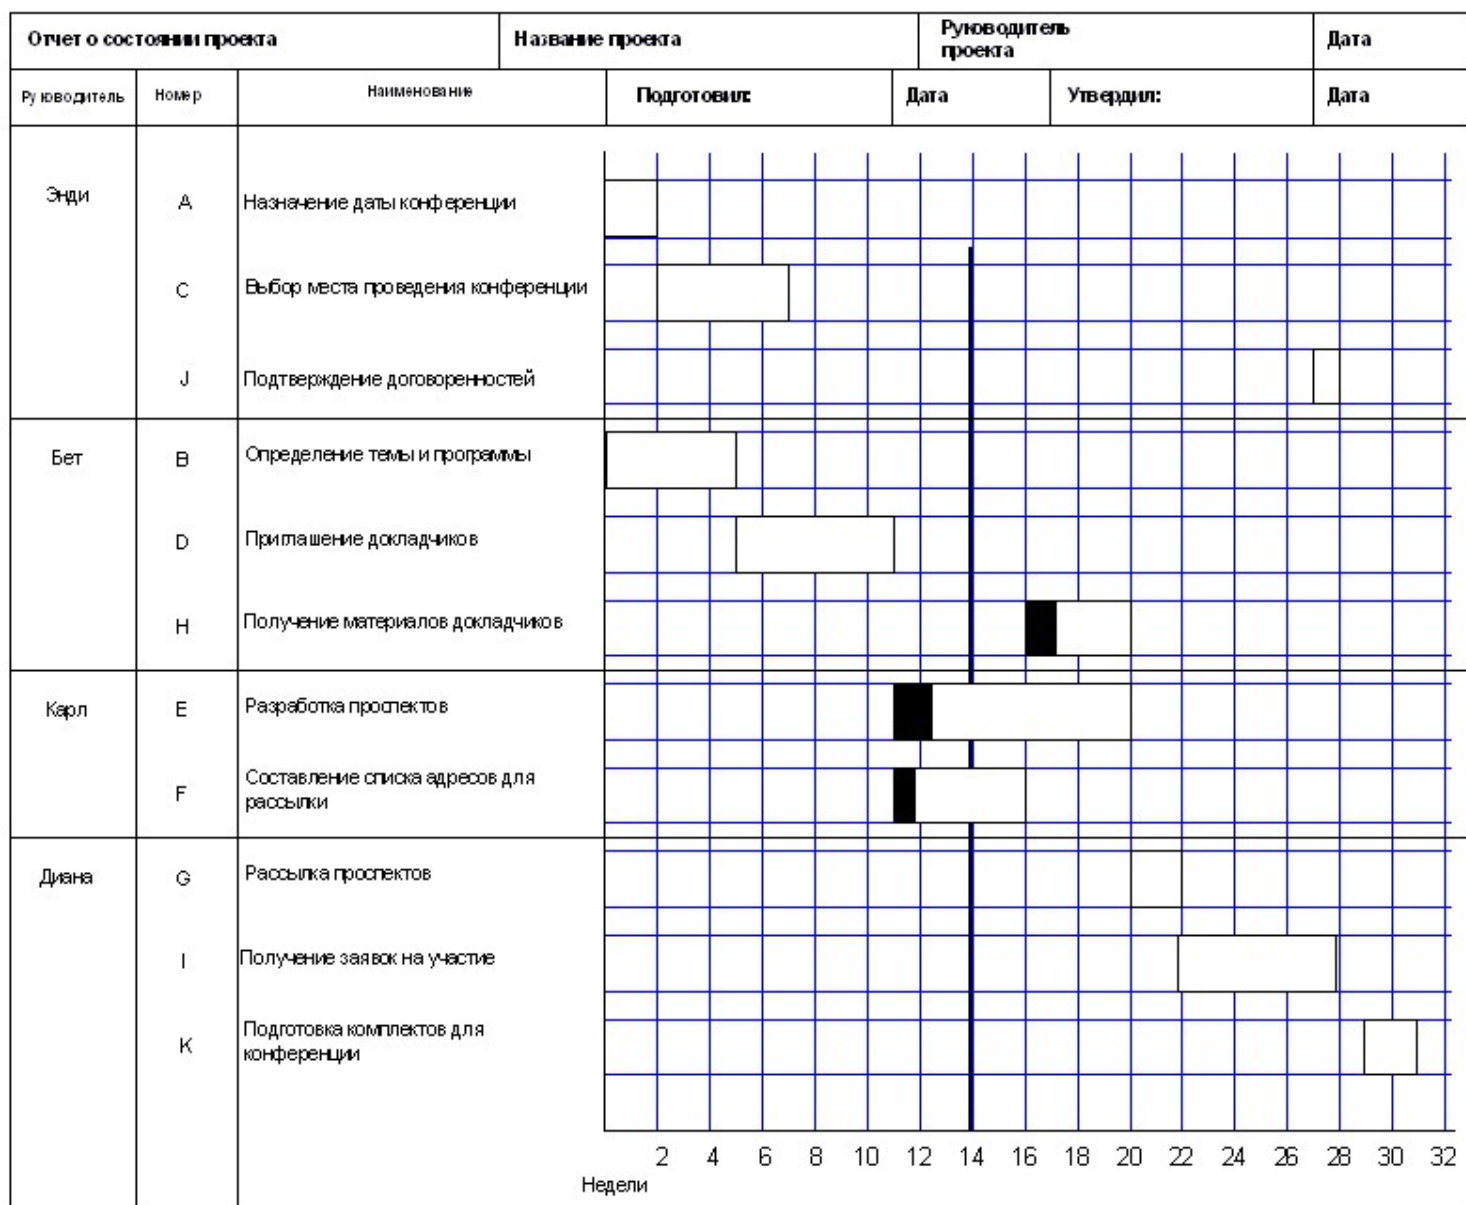 Отчет о состоянии проекта
Название проекта
Руководитель
проекта
Дата
Руководитель
Номер
Наименование
Подготовил:
Дата
Утвердил:
Дата
Энди
A
Назначение даты конференции
C
Выбор места проведения конференции
J
Подтверждение договоренностей
Бет
B
Определение темы и программы
D
Приглашение докладчиков
H
Получение материалов докладчиков
Карл
E
Разработка проспектов
F
Составление списка адресов для
рассылки
Диана
G
Рассылка проспектов
I
Получение заявок на участие
K
Подготовка комплектов для
конференции
2 4 6 8 10 12 14 16 18 20 22 24 26 28 30 32
Недели